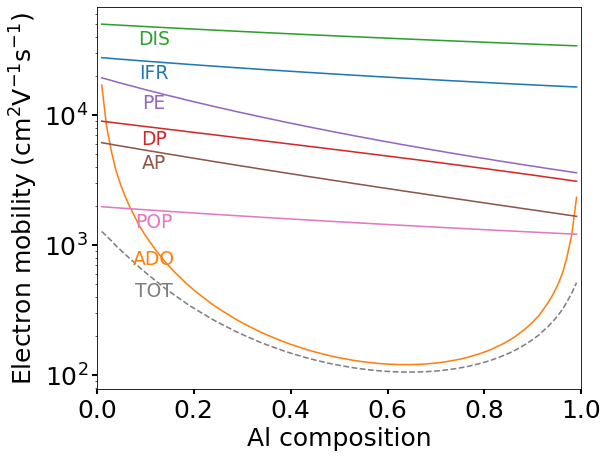 Electron mobility (cm²V⁻¹s⁻¹)
10⁴
10³
10²
DIS
IFR
PE
DP
AP
POP
ADO
TOT
0.0 0.2 0.4 0.6 0.8 1.0
Al composition